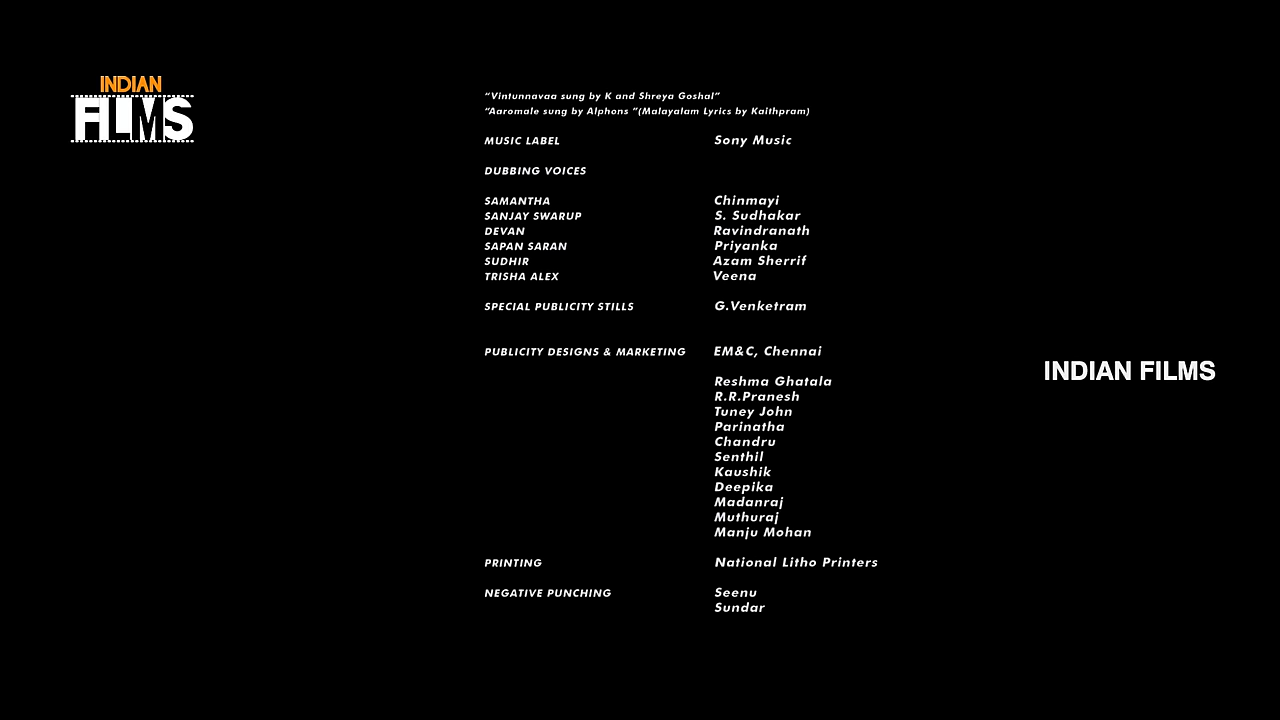 INDIAN
FILMS
“Vintunnavaa sung by K and Shreya Goshal”
“Aaromale sung by Alphons “(Malayalam Lyrics by Kaithpram)
MUSIC LABEL Sony Music
DUBBING VOICES
SAMANTHA Chinmayi
SANJAY SWARUP S. Sudhakar
DEVAN Ravindranath
SAPAN SARAN Priyanka
SUDHIR Azam Sherrif
TRISHA ALEX Veena
SPECIAL PUBLICITY STILLS G.Venketram
PUBLICITY DESIGNS & MARKETING EM&C, Chennai
INDIAN FILMS
Reshma Ghatala
R.R.Pranesh
Tuney John
Parinatha
Chandru
Senthil
Kaushik
Deepika
Madanraj
Muthuraj
Manju Mohan
PRINTING National Litho Printers
NEGATIVE PUNCHING Seenu
Sundar